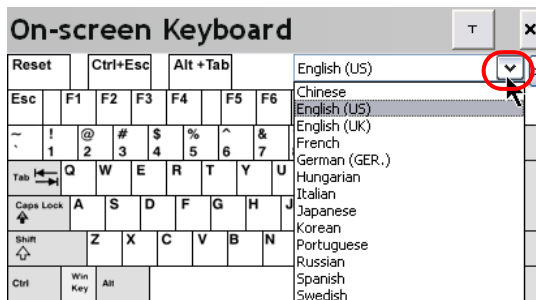 On-screen Keyboard T x
Reset Ctrl+Esc Alt +Tab English (US)
Chinese
Esc F1 F2 F3 F4 F5 F6 English (US)
English (UK)
~ ! @ # $ % ^ &
` 1 2 3 4 5 6 7
French
German (GER.)
Tab Q W E R T Y U Hungarian
Italian
Caps Lock A S D F G H J Japanese
Korean
Shift Z X C V B N Portuguese
Russian
Ctrl Win Key Alt Spanish
Swedish